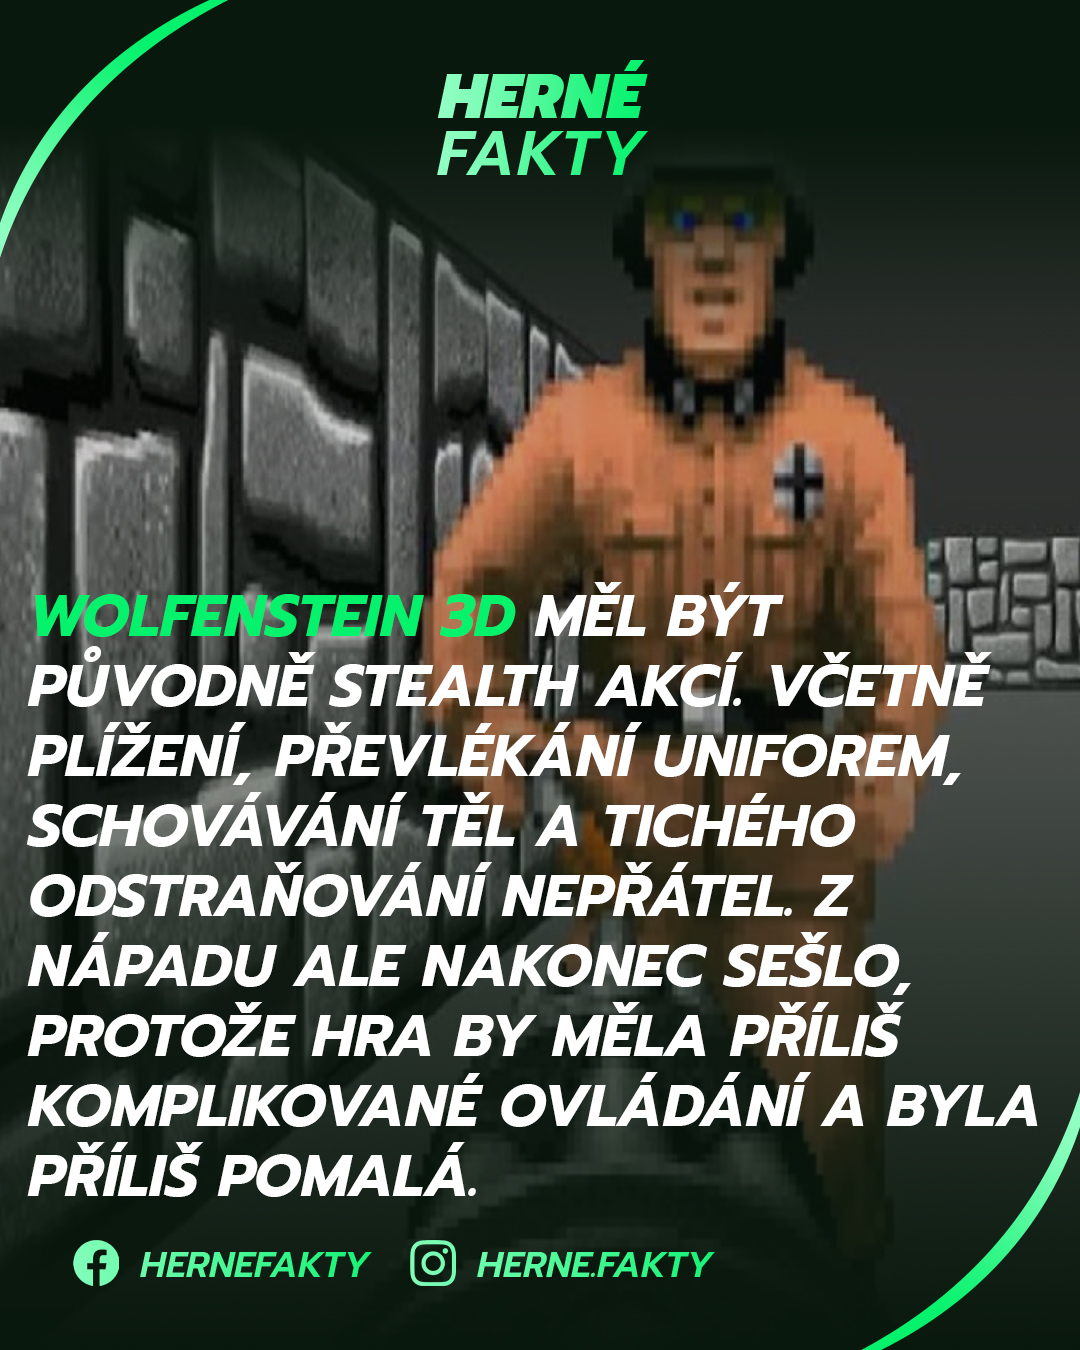 HERNÉ
FAKTY
WOLFENSTEIN 3D MĚL BÝT
PŮVODNĚ STEALTH AKCÍ. VČETNĚ
PLÍŽENÍ, PŘEVLÉKÁNÍ UNIFOREM,
SCHOVÁVÁNÍ TĚL A TICHÉHO
ODSTRAŇOVÁNÍ NEPŘÁTEL. Z
NÁPADU ALE NAKONEC SEŠLO,
PROTOŽE HRA BY MĚLA PŘÍLIŠ
KOMPLIKOVANÉ OVLÁDÁNÍ A BYLA
PŘÍLIŠ POMALÁ.
HERNEFAKTY HERNE.FAKTY